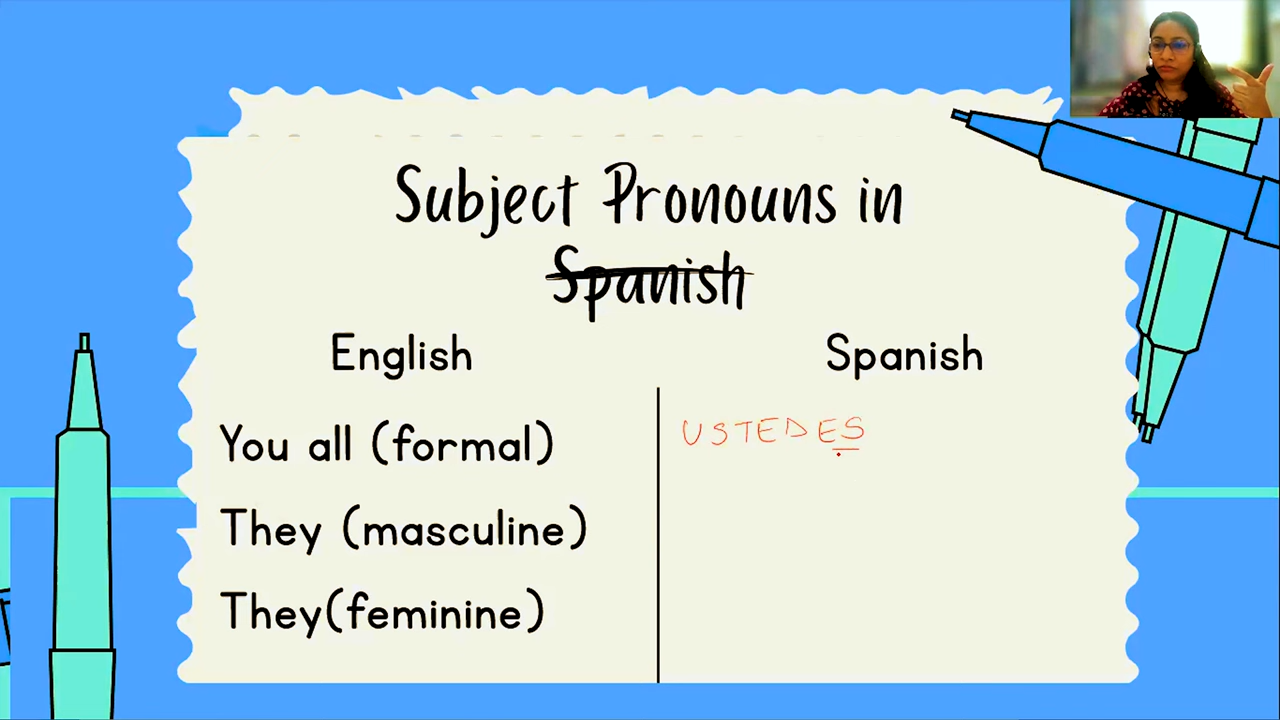 Subject Pronouns in
Spanish
English
Spanish
You all (formal)
USTEDES
They (masculine)
They(feminine)